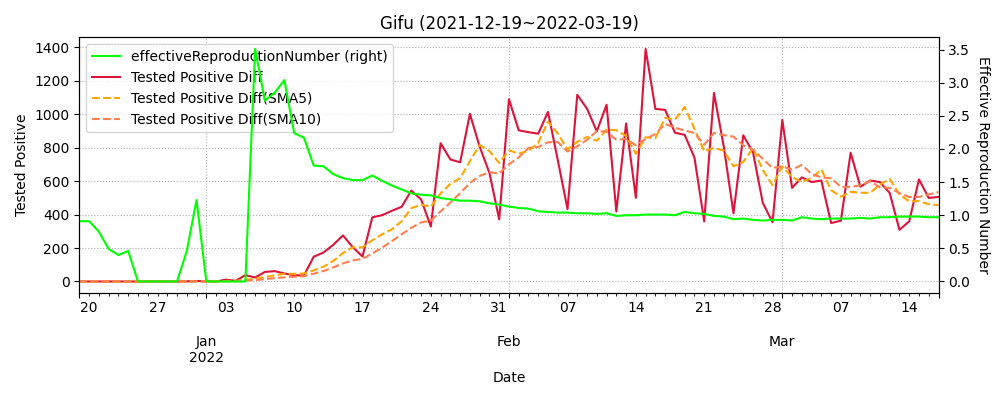 Gifu (2021-12-19~2022-03-19)
effectiveReproductionNumber (right)
Tested Positive Diff
Tested Positive Diff(SMA5)
Tested Positive Diff(SMA10)
Tested Positive
1400
1200
1000
800
600
400
200
0
Effective Reproduction Number
3.5
3.0
2.5
2.0
1.5
1.0
0.5
0.0
20 27 03 10 17 24 31 07 14 21 28 07 14
Jan Feb Mar
2022
Date